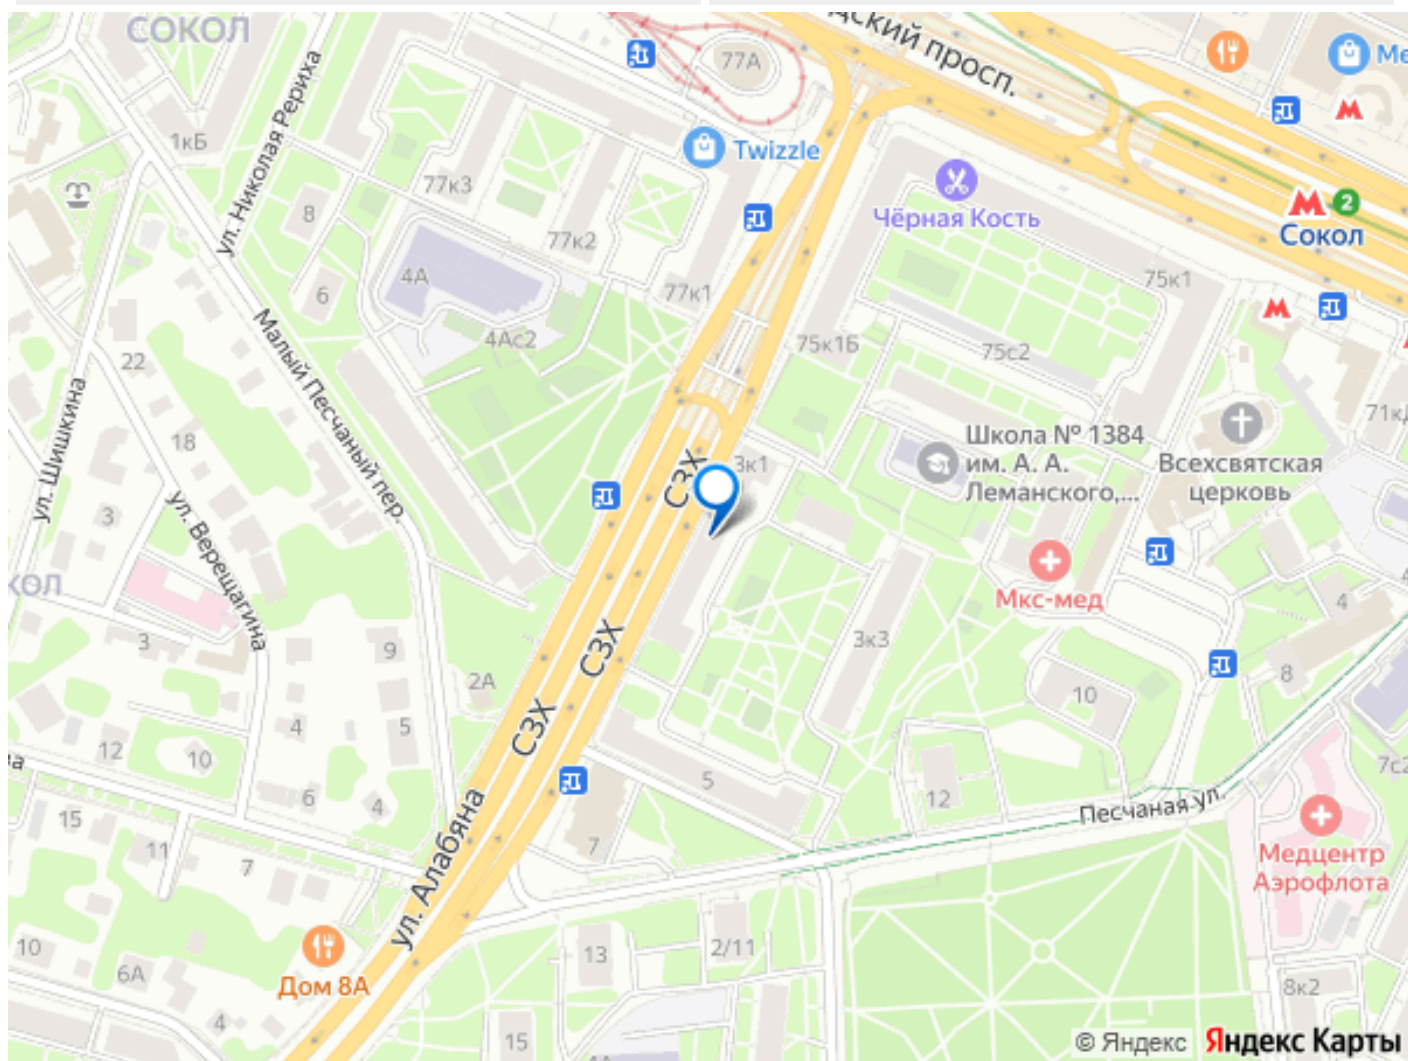 СОКОЛ
77А
дский просп.
Ме
1кБ
ул. Николая Рериха
Twizzle
77к3
8
Чёрная Кость
2
Сокол
77к2
4А
6
77к1
75к1
4Ас2
Малый Песчаный пер.
75к1Б
75с2
22
ул. Шишкина
18
71к
Школа № 1384
им. А. А.
Леманского,...
Всехсвятская
церковь
3к1
СЗХ
3
ул. Верещагина
КОЛ
Мкс-мед
4
3
9
СЗХ
3к3
8
2А
10
4
5
СЗХ
12
10
5
7с2
6
4
12
Песчаная ул.
15
11
7
7
ул. Алабяна
Медцентр
Аэрофлота
10
6А
Дом 8А
13
2/11
8к2
4
15
© Яндекс Яндекс Карты